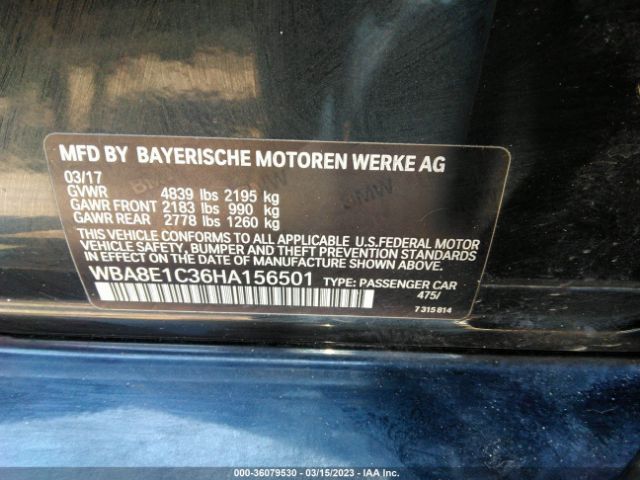 MFD BY BAYERISCHE MOTOREN WERKE AG
03/17
GVWR 4839 lbs 2195 kg
GAWR FRONT 2183 lbs 990 kg
GAWR REAR 2778 lbs 1260 kg
THIS VEHICLE CONFORMS TO ALL APPLICABLE U.S.FEDERAL MOTOR
VEHICLE SAFETY, BUMPER AND THEFT PREVENTION STANDARDS
IN EFFECT ON THE DATE OF MANUFACTURE SHOWN ABOVE.
WBA8E1C36HA156501 TYPE: PASSENGER CAR
475/
7 315 814
000-36079530 - 03/15/2023 - IAA Inc.